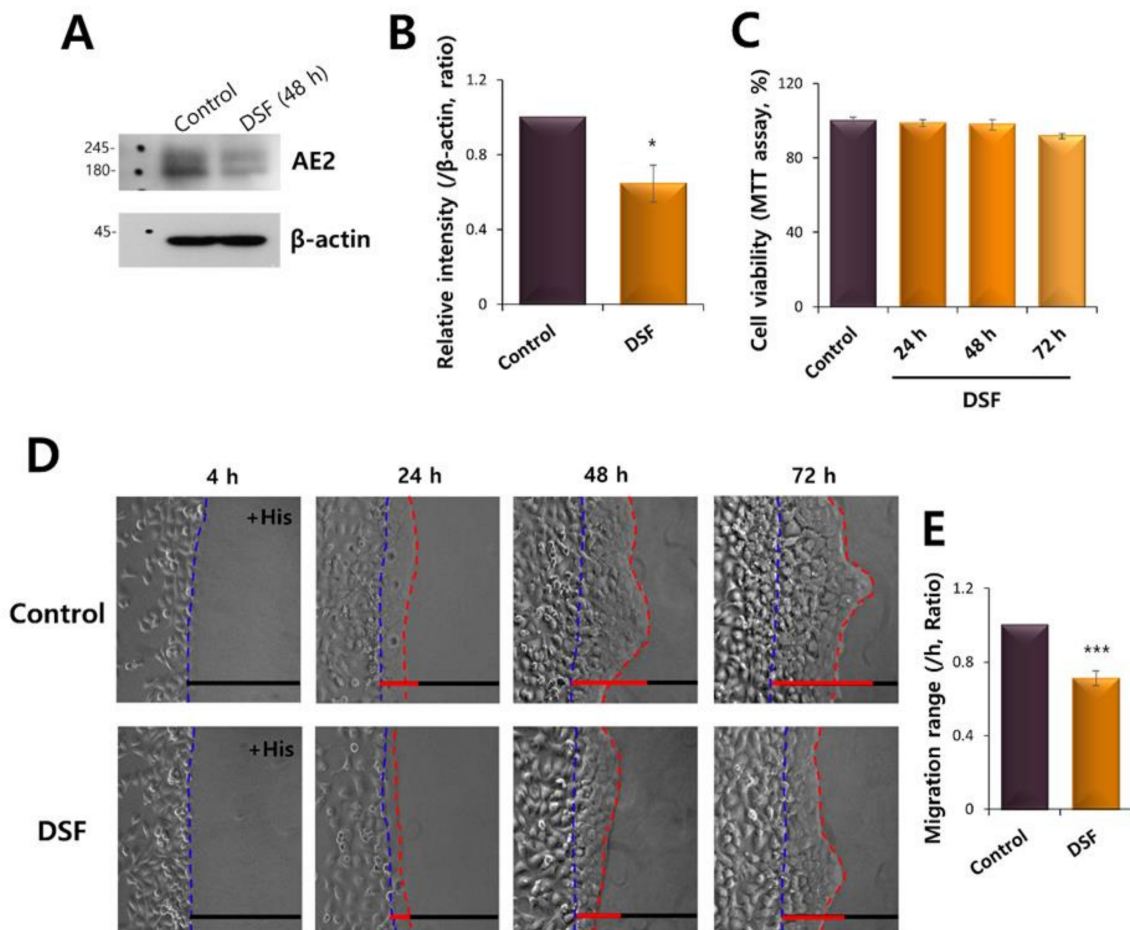 A
Control
DSF (48 h)
245-
180-
AE2
45-
β-actin
B
Relative intensity (/β-actin, ratio)
1.2
0.8
0.4
0
*
Control
DSF
C
Cell viability (MTT assay, %)
120
80
40
0
Control
24 h
48 h
72 h
DSF
D
4 h
24 h
48 h
72 h
Control
+His
DSF
+His
E
Migration range (/h, Ratio)
1.2
0.8
0.4
0
***
Control
DSF